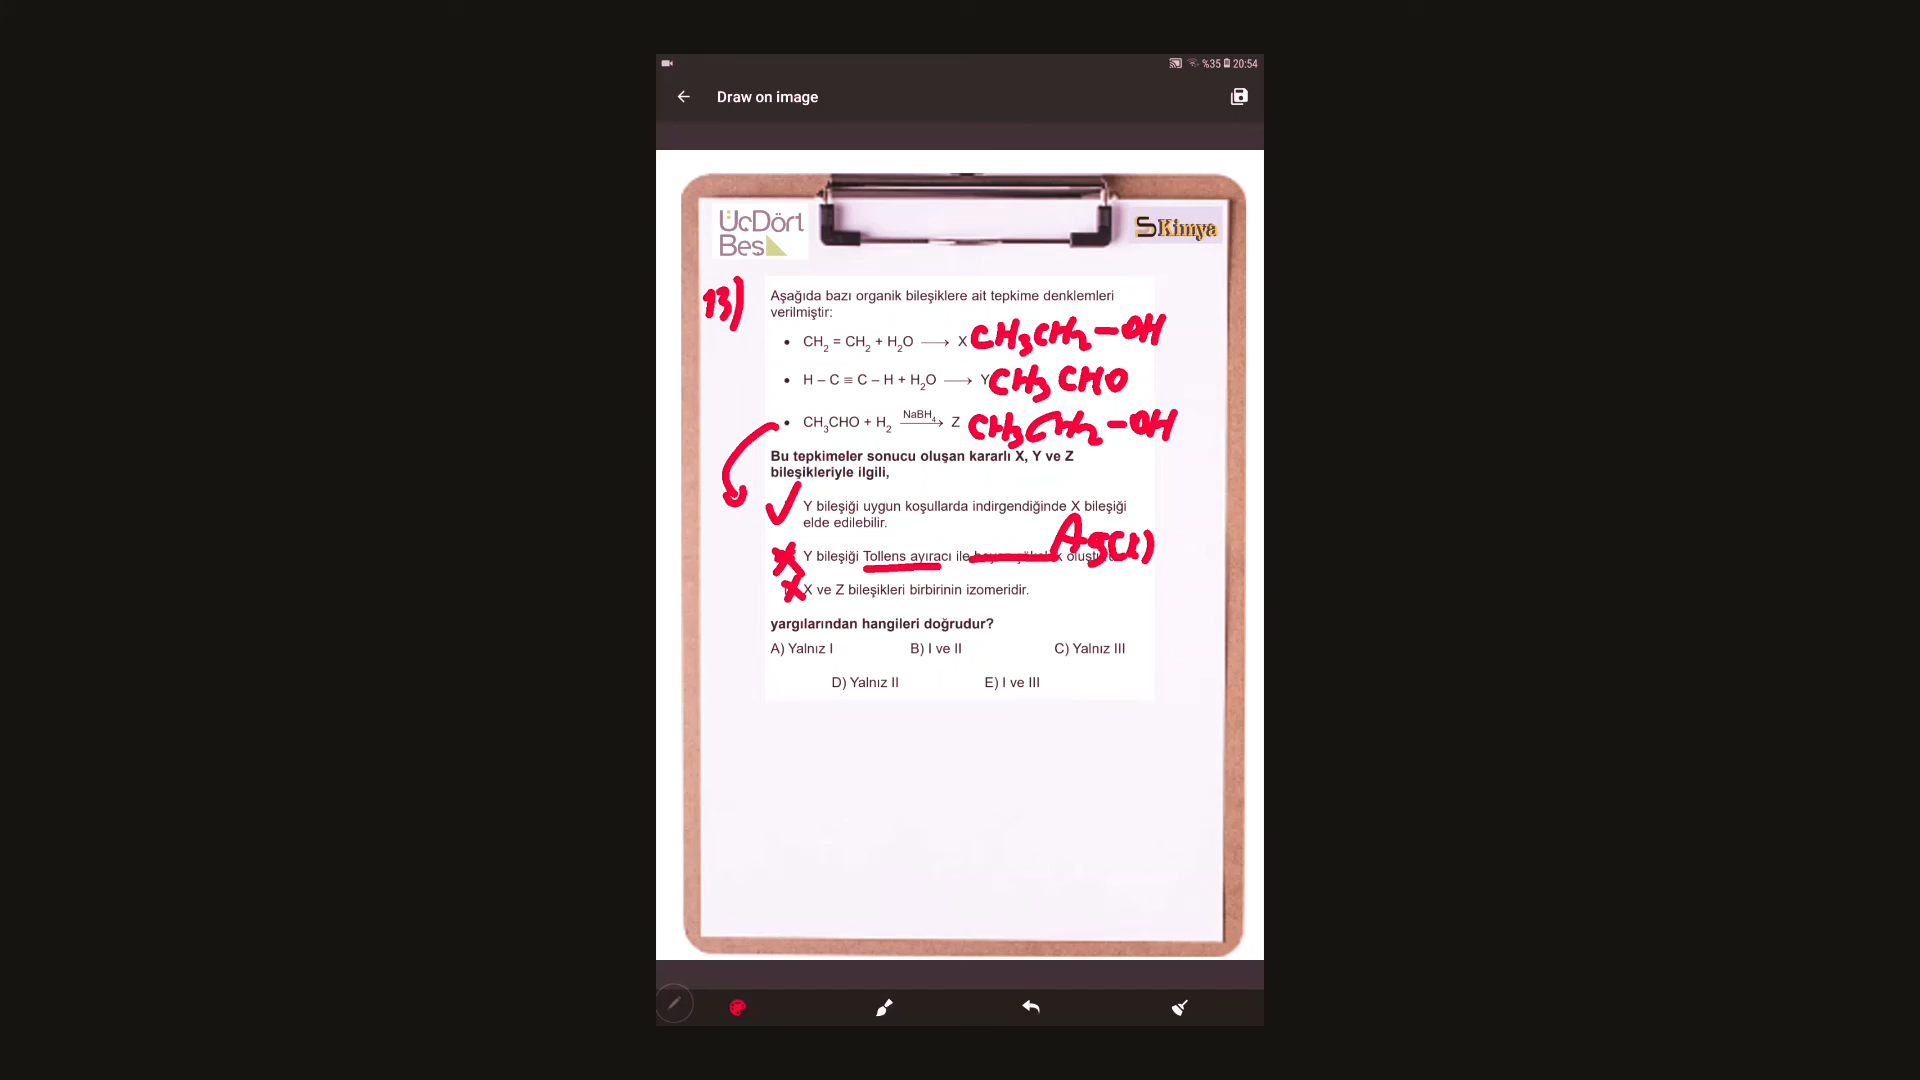 %35 20:54
Draw on image
ÜçDört
Beş
SKimya
13)
Aşağıda bazı organik bileşiklere ait tepkime denklemleri
verilmiştir:
• CH2 = CH2 + H2O ⟶ X CH3CH2-OH
• H – C ≡ C – H + H2O ⟶ Y CH3CHO
• CH3CHO + H2 NaBH4⟶ Z CH3CH2-OH
Bu tepkimeler sonucu oluşan kararlı X, Y ve Z
bileşikleriyle ilgili,
Y bileşiği uygun koşullarda indirgendiğinde X bileşiği
elde edilebilir.
Y bileşiği Tollens ayıracı ile Ag(k)
X ve Z bileşikleri birbirinin izomeridir.
yargılarından hangileri doğrudur?
A) Yalnız I B) I ve II C) Yalnız III
D) Yalnız II E) I ve III